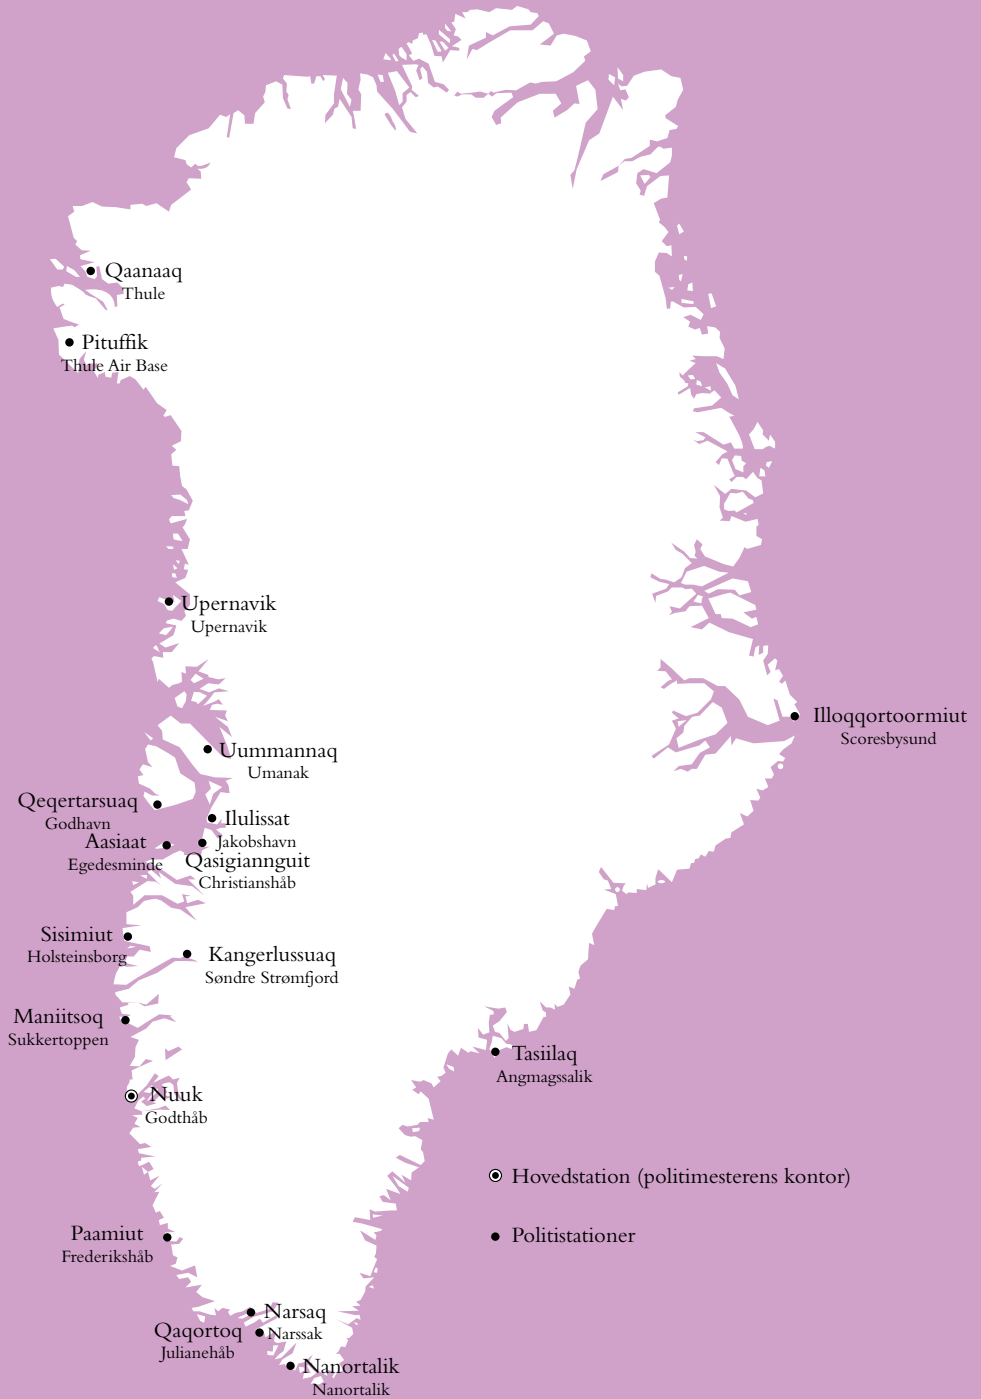 Qaanaaq
Thule
Pituffik
Thule Air Base
Upernavik
Upernavik
Illoqqortoormiut
Scoresbysund
Uummannaq
Umanak
Qeqertarsuaq
Godhavn
Ilulissat
Jakobshavn
Aasiaat
Egedesminde
Qasigiannguit
Christianshåb
Sisimiut
Holsteinsborg
Kangerlussuaq
Søndre Strømfjord
Maniitsoq
Sukkertoppen
Tasiilaq
Angmagssalik
Nuuk
Godthåb
Hovedstation (politimesterens kontor)
Politistationer
Paamiut
Frederikshåb
Narsaq
Narssak
Qaqortoq
Julianehåb
Nanortalik
Nanortalik